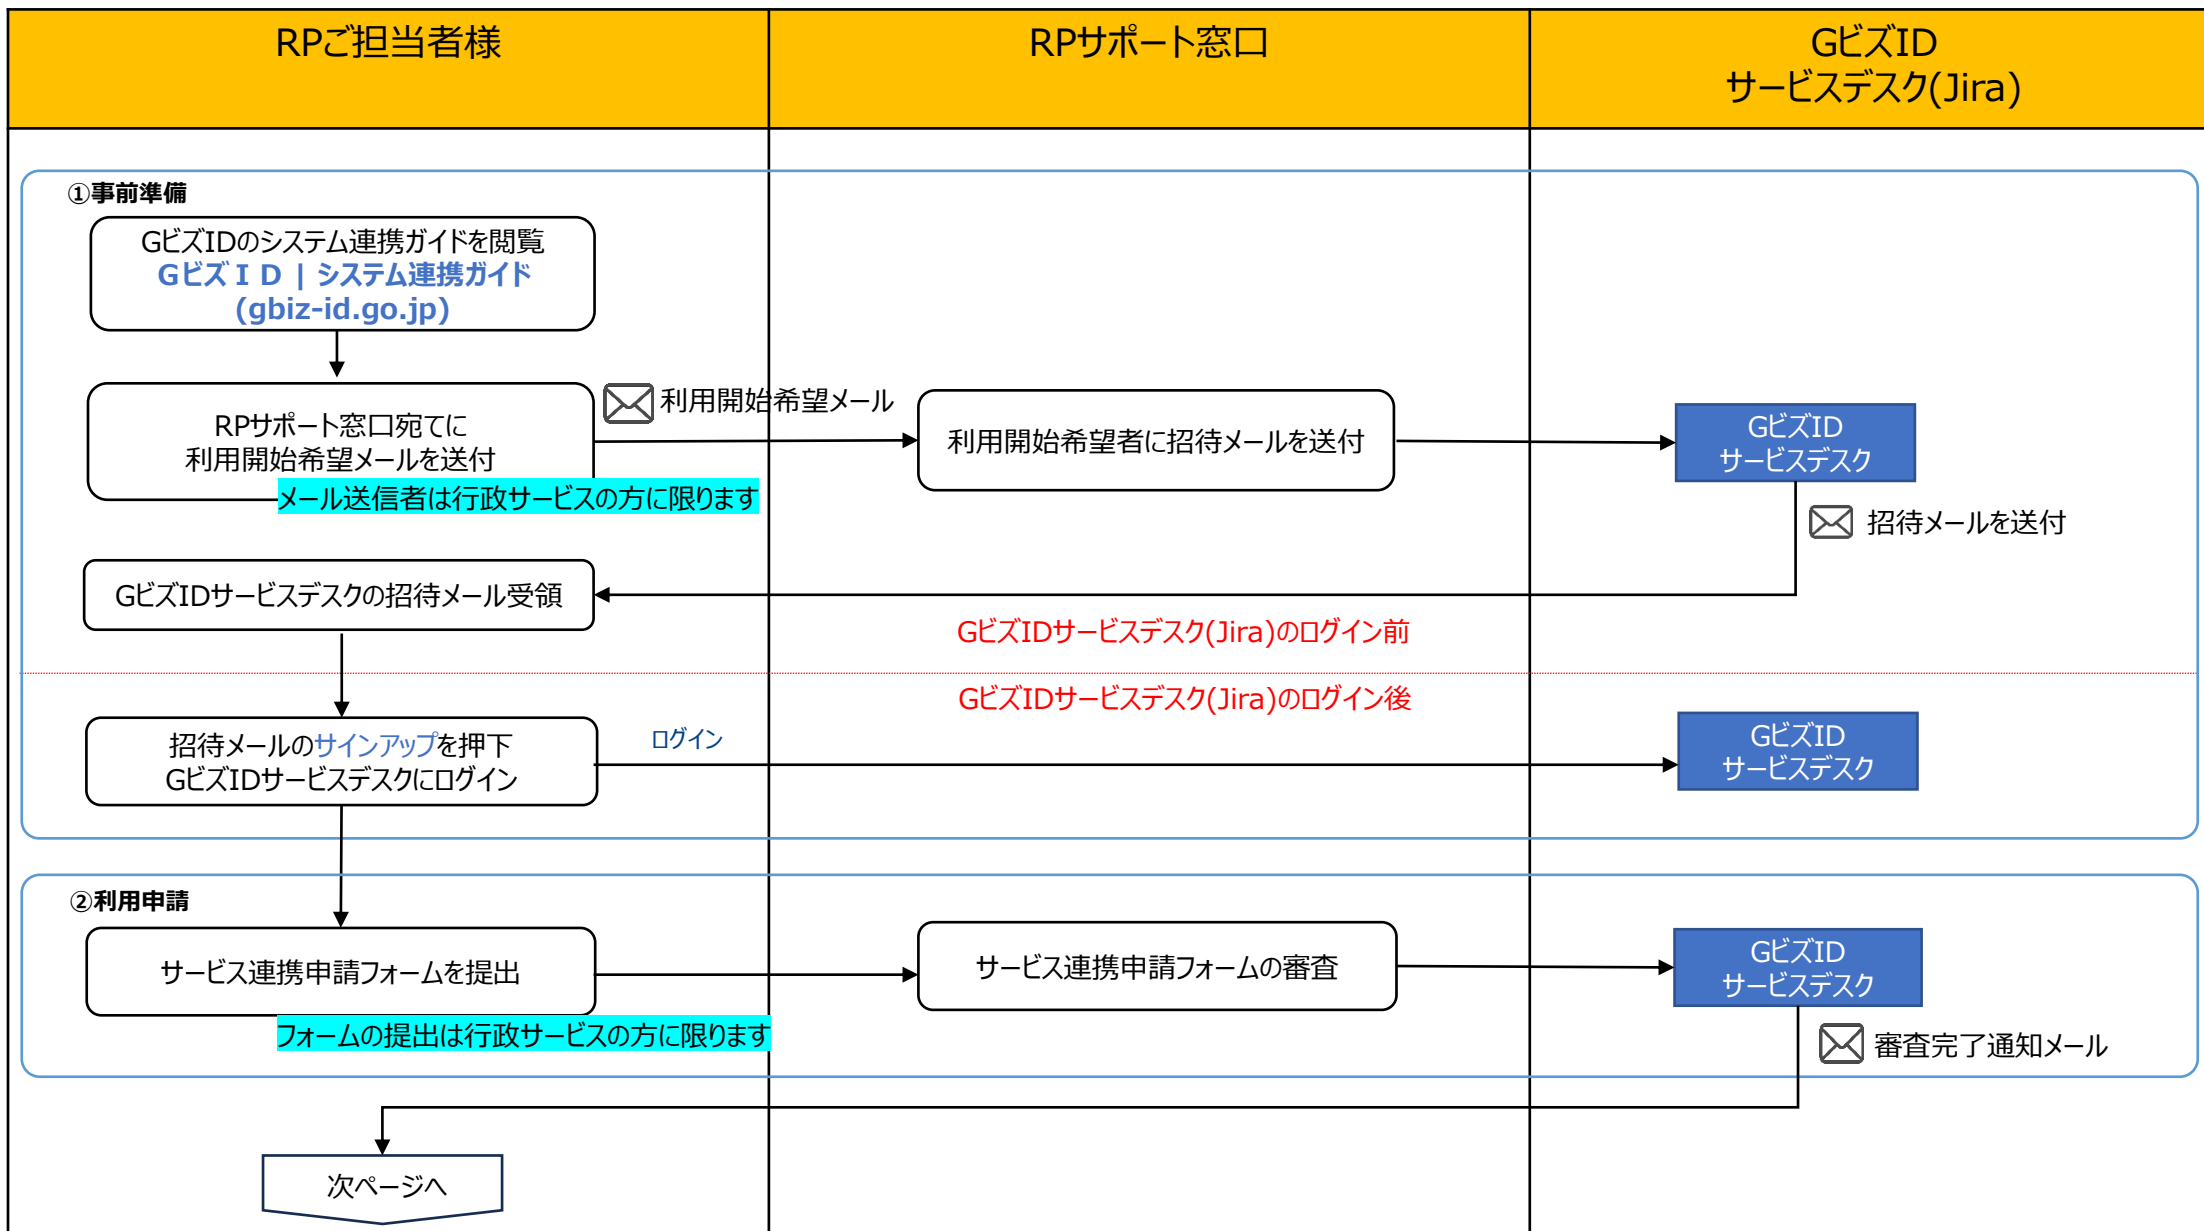 RPご担当者様
RPサポート窓口
GビズID
サービスデスク(Jira)
①事前準備
GビズIDのシステム連携ガイドを閲覧
GビズＩＤ | システム連携ガイド
(gbiz-id.go.jp)
RPサポート窓口宛てに
利用開始希望メールを送付
メール送信者は行政サービスの方に限ります
利用開始希望メール
利用開始希望者に招待メールを送付
GビズID
サービスデスク
招待メールを送付
GビズIDサービスデスクの招待メール受領
GビズIDサービスデスク(Jira)のログイン前
GビズIDサービスデスク(Jira)のログイン後
招待メールのサインアップを押下
GビズIDサービスデスクにログイン
ログイン
GビズID
サービスデスク
②利用申請
サービス連携申請フォームを提出
フォームの提出は行政サービスの方に限ります
サービス連携申請フォームの審査
GビズID
サービスデスク
審査完了通知メール
次ページへ